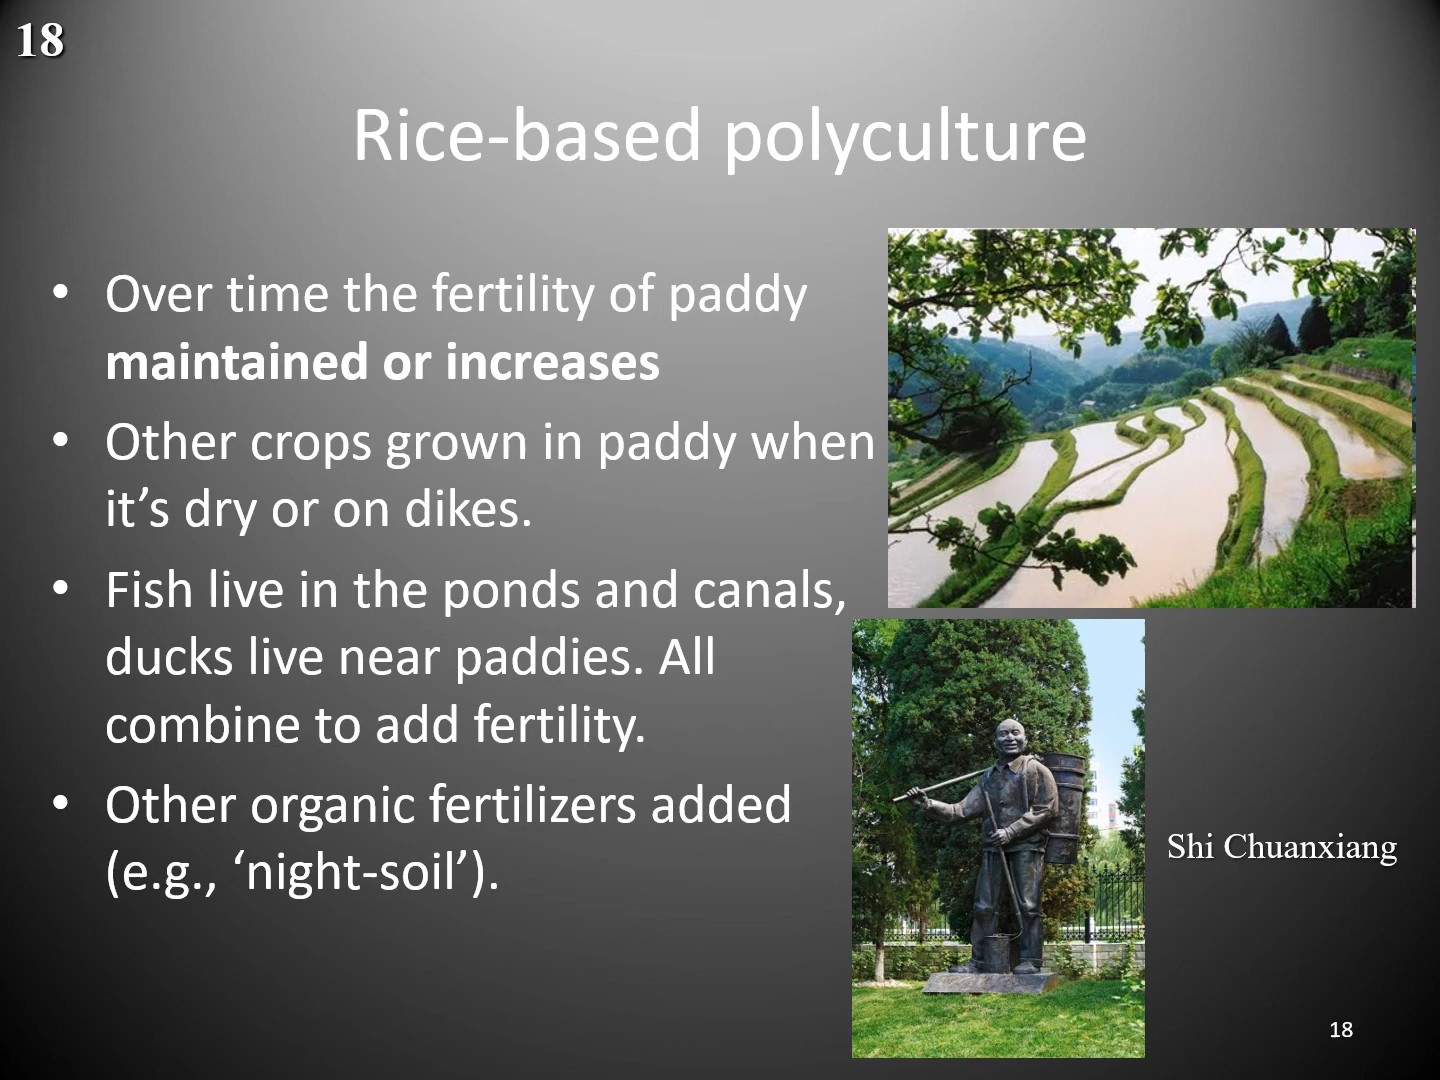 18
Rice-based polyculture
• Over time the fertility of paddy
maintained or increases
• Other crops grown in paddy when
it’s dry or on dikes.
• Fish live in the ponds and canals,
ducks live near paddies. All
combine to add fertility.
• Other organic fertilizers added
(e.g., ‘night-soil’).
Shi Chuanxiang
18